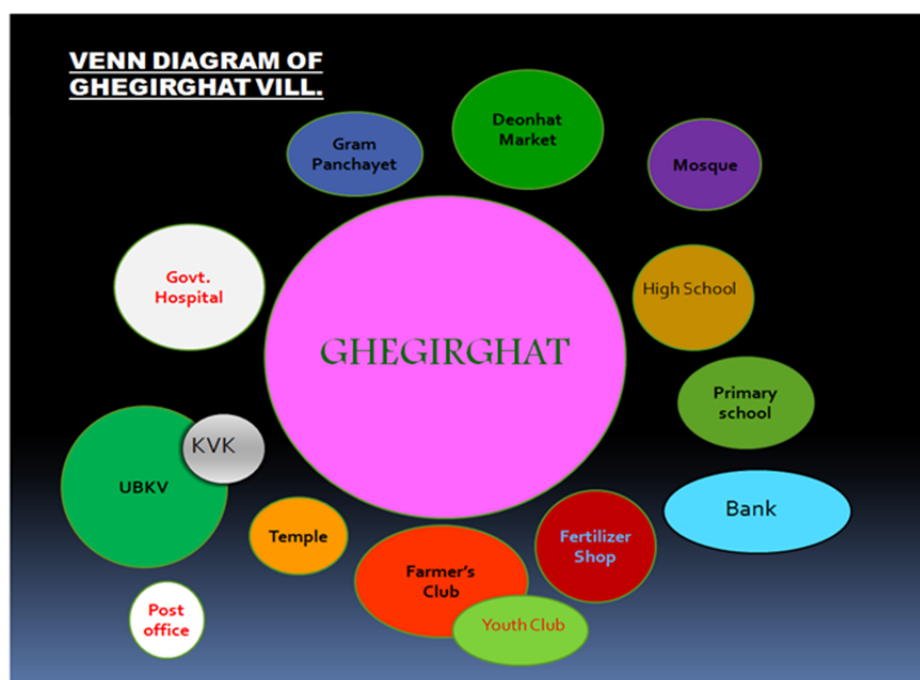 VENN DIAGRAM OF
GHEGIRGHAT VILL.
Deonhat
Market
Gram
Panchayet
Mosque
Govt.
Hospital
High School
GHEGIRGHAT
Primary
school
KVK
UBKV
Bank
Temple
Fertilizer
Shop
Farmer's
Club
Youth Club
Post
office